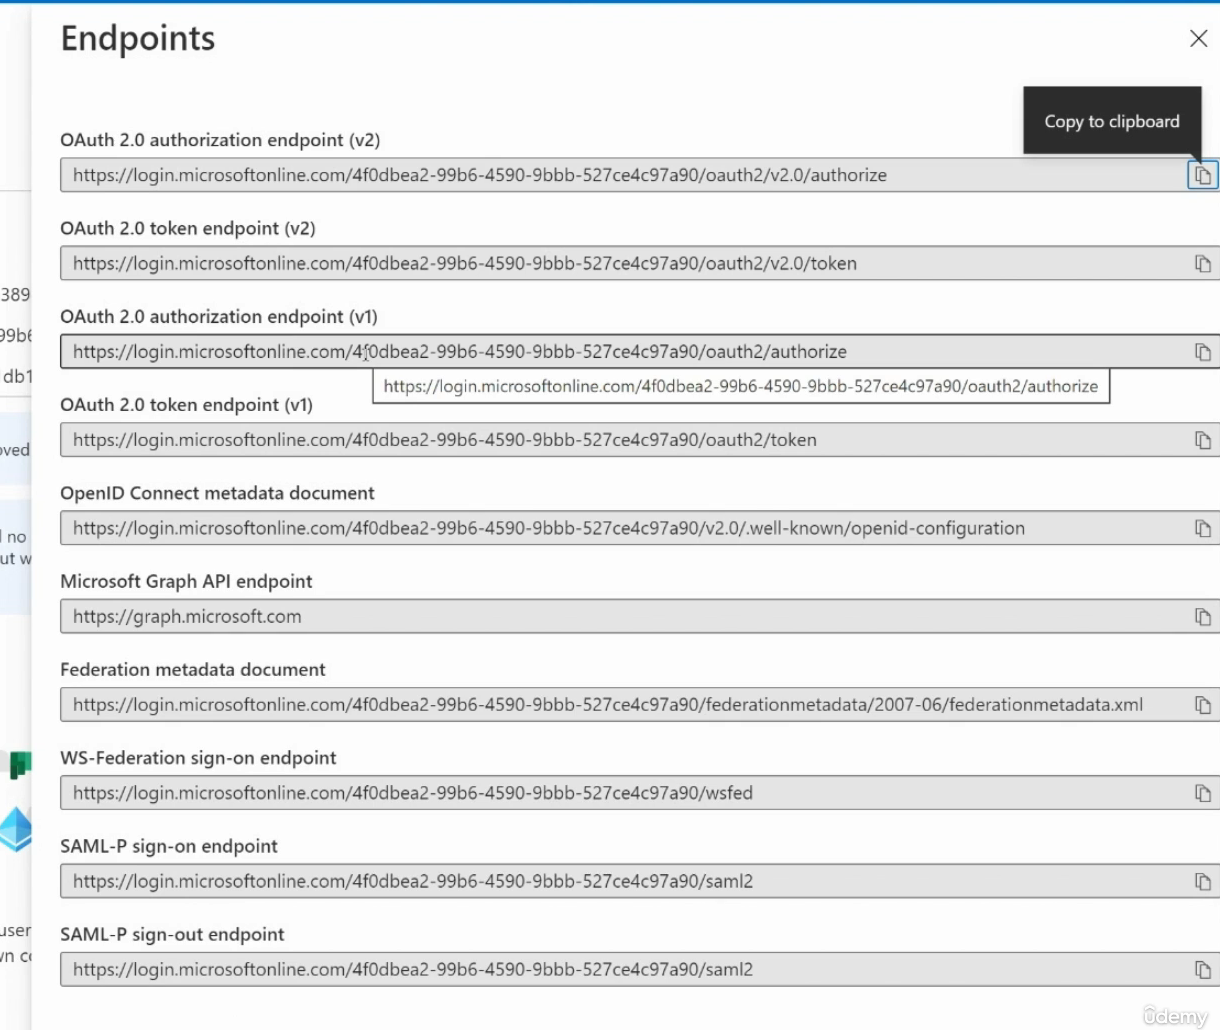 Endpoints
Copy to clipboard
OAuth 2.0 authorization endpoint (v2)
https://login.microsoftonline.com/4f0dbea2-99b6-4590-9bbb-527ce4c97a90/oauth2/v2.0/authorize
OAuth 2.0 token endpoint (v2)
https://login.microsoftonline.com/4f0dbea2-99b6-4590-9bbb-527ce4c97a90/oauth2/v2.0/token
389
OAuth 2.0 authorization endpoint (v1)
99b6
https://login.microsoftonline.com/4f0dbea2-99b6-4590-9bbb-527ce4c97a90/oauth2/authorize
db1
https://login.microsoftonline.com/4f0dbea2-99b6-4590-9bbb-527ce4c97a90/oauth2/authorize
OAuth 2.0 token endpoint (v1)
https://login.microsoftonline.com/4f0dbea2-99b6-4590-9bbb-527ce4c97a90/oauth2/token
oved
OpenID Connect metadata document
https://login.microsoftonline.com/4f0dbea2-99b6-4590-9bbb-527ce4c97a90/v2.0/.well-known/openid-configuration
no
ut w
Microsoft Graph API endpoint
https://graph.microsoft.com
Federation metadata document
https://login.microsoftonline.com/4f0dbea2-99b6-4590-9bbb-527ce4c97a90/federationmetadata/2007-06/federationmetadata.xml
WS-Federation sign-on endpoint
https://login.microsoftonline.com/4f0dbea2-99b6-4590-9bbb-527ce4c97a90/wsfed
SAML-P sign-on endpoint
https://login.microsoftonline.com/4f0dbea2-99b6-4590-9bbb-527ce4c97a90/saml2
user
SAML-P sign-out endpoint
wn co
https://login.microsoftonline.com/4f0dbea2-99b6-4590-9bbb-527ce4c97a90/saml2
ûdemy